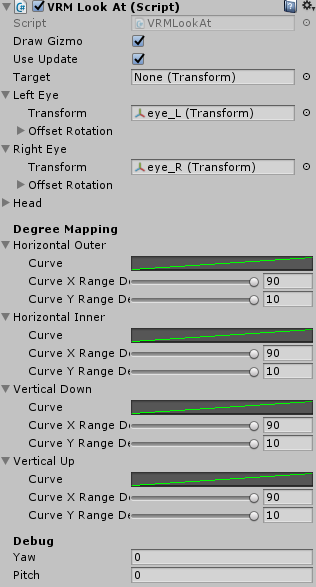 VRM Look At (Script)
Script VRMLookAt
Draw Gizmo
Use Update
Target None (Transform)
Left Eye
Transform eye_L (Transform)
Offset Rotation
Right Eye
Transform eye_R (Transform)
Offset Rotation
Head
Degree Mapping
Horizontal Outer
Curve
Curve X Range De 90
Curve Y Range De 10
Horizontal Inner
Curve
Curve X Range De 90
Curve Y Range De 10
Vertical Down
Curve
Curve X Range De 90
Curve Y Range De 10
Vertical Up
Curve
Curve X Range De 90
Curve Y Range De 10
Debug
Yaw 0
Pitch 0